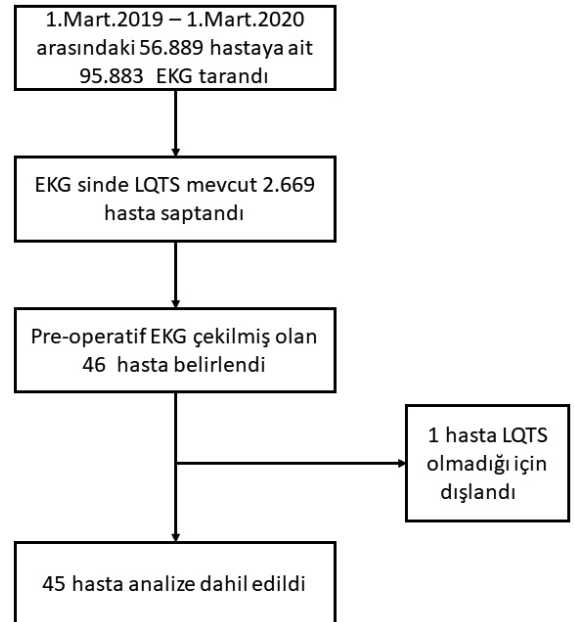 1.Mart.2019 – 1.Mart.2020
arasındaki 56.889 hastaya ait
95.883 EKG tarandı
EKG sinde LQTS mevcut 2.669
hasta saptandı
Pre-operatif EKG çekilmiş olan
46 hasta belirlendi
1 hasta LQTS
olmadığı için
dışlandı
45 hasta analize dahil edildi